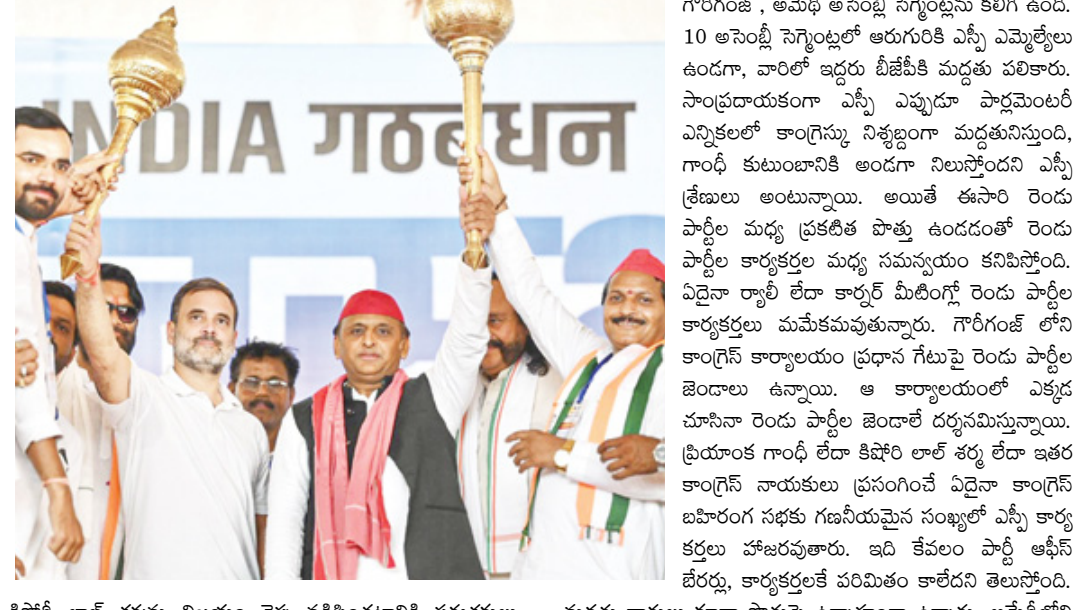 INDIA गठबंधन
గౌరీగంజ్ , అమేథీ అసెంబ్లీ సెగ్మెంట్లను కలిగి ఉంది.
10 అసెంబ్లీ సెగ్మెంట్లలో ఆరుగురికి ఎస్పీ ఎమ్మెల్యేలు
ఉండగా, వారిలో ఇద్దరు బీజేపీకి మద్దతు పలికారు.
సాంప్రదాయకంగా ఎస్పీ ఎప్పుడూ పార్లమెంటరీ
ఎన్నికలలో కాంగ్రెస్కు నిశ్శబ్దంగా మద్దతునిస్తుంది,
గాంధీ కుటుంబానికి అండగా నిలుస్తోందని ఎస్పీ
శ్రేణులు అంటున్నాయి. అయితే ఈసారి రెండు
పార్టీల మధ్య ప్రకటిత పొత్తు ఉండడంతో రెండు
పార్టీల కార్యకర్తల మధ్య సమన్వయం కనిపిస్తోంది.
ఏదైనా ర్యాలీ లేదా కార్నర్ మీటింగ్లో రెండు పార్టీల
కార్యకర్తలు మమేకమవుతున్నారు. గౌరీగంజ్ లోని
కాంగ్రెస్ కార్యాలయం ప్రధాన గేటుపై రెండు పార్టీల
జెండాలు ఉన్నాయి. ఆ కార్యాలయంలో ఎక్కడ
చూసినా రెండు పార్టీల జెండాలే దర్శనమిస్తున్నాయి.
ప్రియాంక గాంధీ లేదా కిషోరి లాల్ శర్మ లేదా ఇతర
కాంగ్రెస్ నాయకులు ప్రసంగించే ఏదైనా కాంగ్రెస్
బహిరంగ సభకు గణనీయమైన సంఖ్యలో ఎస్పీ కార్య
కర్తలు హాజరవుతారు. ఇది కేవలం పార్టీ ఆఫీస్
బేరర్లు, కార్యకర్తలకే పరిమితం కాలేదని తెలుస్తోంది.